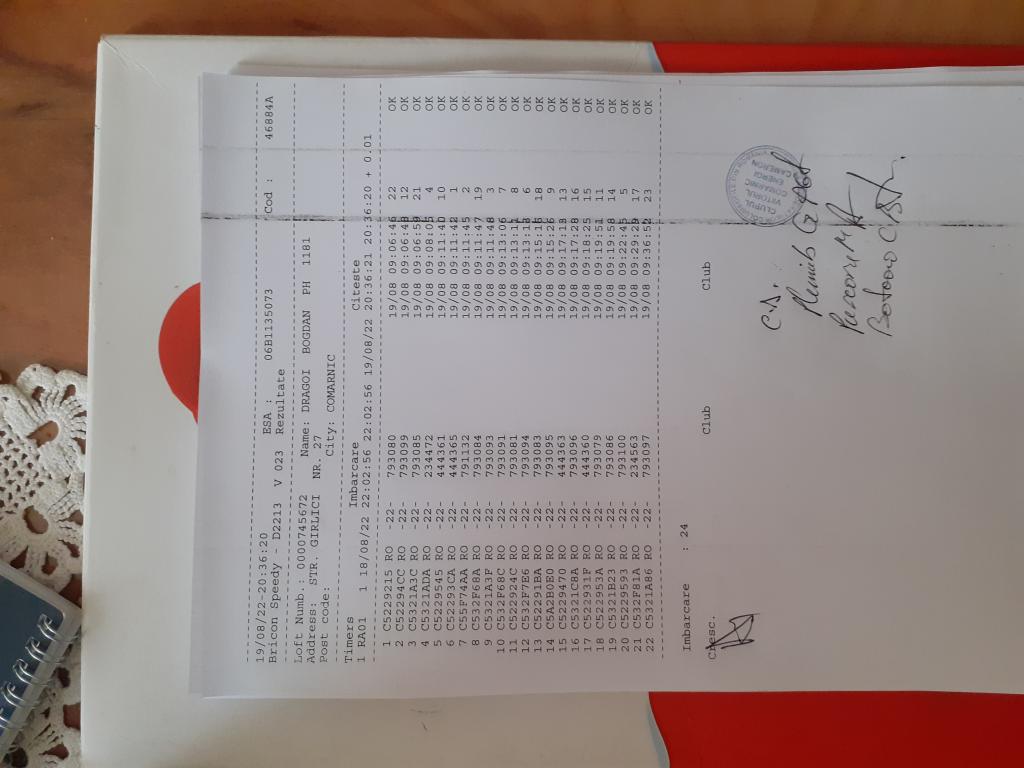 19/08/22-20:36:20 ESA : 06B1135073 Cod : 46884A
Bricon Speedy - D2213 V 023 Rezultate
Loft Numb.: 0000745672 Name: DRAGOI BOGDAN PH 1181
Address: STR. GIRLICI NR. 27
Post code: City: COMARNIC
Timers Imbarcare Citeste
1 RA01 1 18/08/22 22:02:56 22:02:56 19/08/22 20:36:21 20:36:20 + 0.01
1 C5229215 RO -22- 793080 19/08 09:06:46 22 OK
2 C52294CC RO -22- 793099 19/08 09:06:48 12 OK
3 C5321A3C RO -22- 793085 19/08 09:06:59 21 OK
4 C5321ADA RO -22- 234472 19/08 09:08:05 4 OK
5 C5229545 RO -22- 444361 19/08 09:11:40 10 OK
6 C52293CA RO -22- 444365 19/08 09:11:42 1 OK
7 C55F74AA RO -22- 791132 19/08 09:11:45 2 OK
8 C532F68A RO -22- 793084 19/08 09:11:47 19 OK
9 C5321A3F RO -22- 793093 19/08 09:11:48 3 OK
10 C532F68C RO -22- 793091 19/08 09:13:06 7 OK
11 C522924C RO -22- 793081 19/08 09:13:11 8 OK
12 C532F7E6 RO -22- 793094 19/08 09:13:16 6 OK
13 C52291BA RO -22- 793083 19/08 09:15:16 18 OK
14 C5A2B0E0 RO -22- 793095 19/08 09:15:26 9 OK
15 C5229470 RO -22- 444363 19/08 09:17:18 13 OK
16 C5321C8A RO -22- 793096 19/08 09:17:38 16 OK
17 C522931F RO -22- 444360 19/08 09:18:25 15 OK
18 C522953A RO -22- 793079 19/08 09:19:51 11 OK
19 C5321B23 RO -22- 793086 19/08 09:19:58 14 OK
20 C5229593 RO -22- 793100 19/08 09:22:45 5 OK
21 C532F81A RO -22- 234563 19/08 09:29:29 17 OK
22 C5321A86 RO -22- 793097 19/08 09:36:52 23 OK
Imbarcare : 24
Cresc. Club Club
C.S.
CLUBUL
VIITORUL
COMARNIC
ENERGI
CAMERON